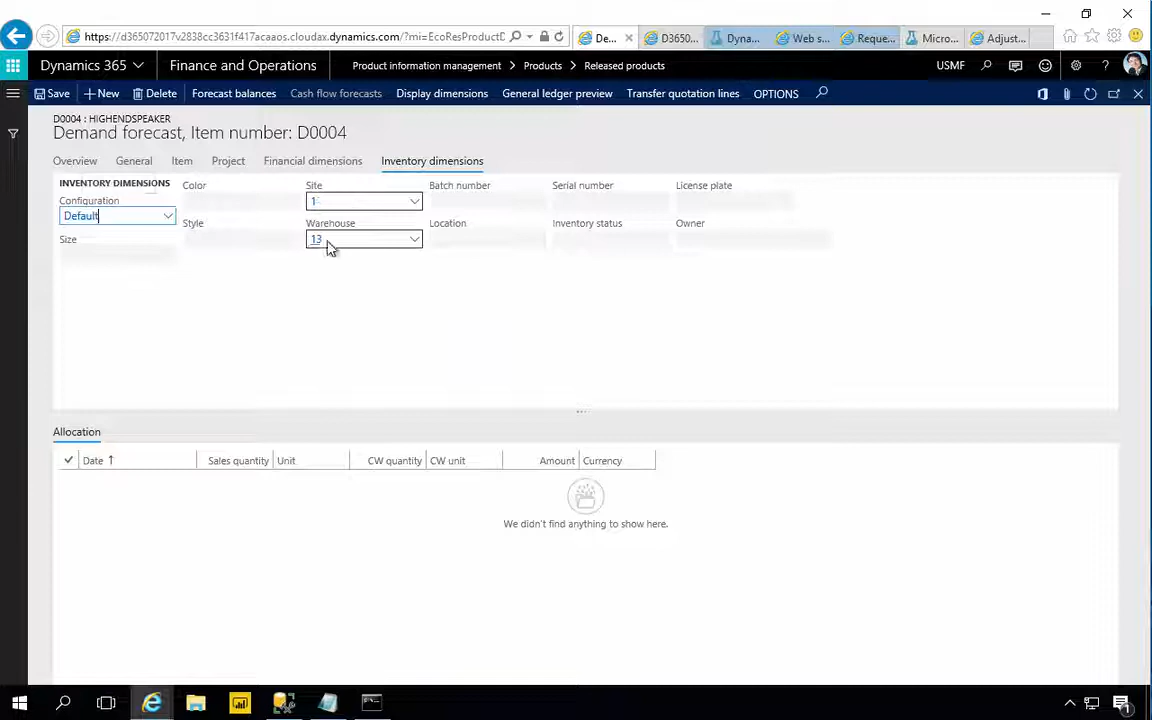 https://d365072017v2838cc3631f417acaaos.cloudax.dynamics.com/?mi=EcoResProductD
De...
D3650...
Dyna...
Web s...
Reque...
Micro...
Adjust...
Dynamics 365
Finance and Operations
Product information management > Products > Released products
USMF
?
Save
+ New
Delete
Forecast balances
Cash flow forecasts
Display dimensions
General ledger preview
Transfer quotation lines
OPTIONS
D0004 : HIGHENDSPEAKER
Demand forecast, Item number: D0004
Overview
General
Item
Project
Financial dimensions
Inventory dimensions
INVENTORY DIMENSIONS
Configuration
Default
Size
Color
Style
Site
1
Warehouse
13
Batch number
Location
Serial number
Inventory status
License plate
Owner
Allocation
Date
Sales quantity
Unit
CW quantity
CW unit
Amount
Currency
We didn't find anything to show here.
1